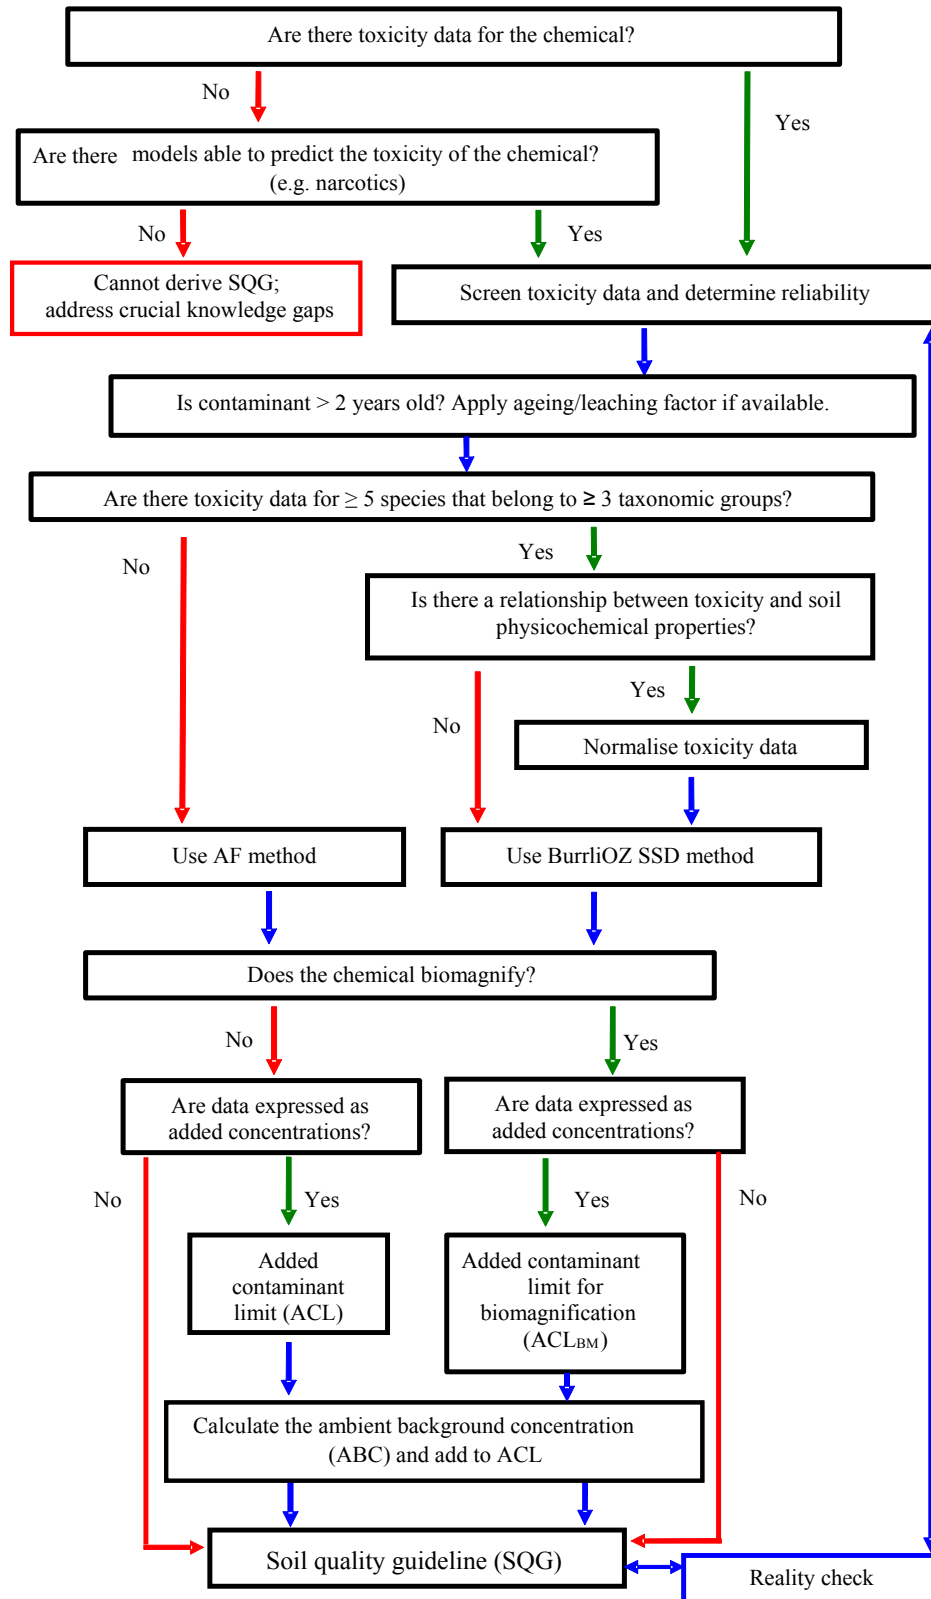 Are there toxicity data for the chemical?
No
Yes
Are there models able to predict the toxicity of the chemical?
(e.g. narcotics)
No
Yes
Cannot derive SQG;
address crucial knowledge gaps
Screen toxicity data and determine reliability
Is contaminant > 2 years old? Apply ageing/leaching factor if available.
Are there toxicity data for ≥ 5 species that belong to ≥ 3 taxonomic groups?
No
Yes
Is there a relationship between toxicity and soil
physicochemical properties?
No
Yes
Normalise toxicity data
Use AF method
Use BurrliOZ SSD method
Does the chemical biomagnify?
No
Yes
Are data expressed as
added concentrations?
Are data expressed as
added concentrations?
No
Yes
Yes
No
Added
contaminant
limit (ACL)
Added contaminant
limit for
biomagnification
(ACLBM)
Calculate the ambient background concentration
(ABC) and add to ACL
Soil quality guideline (SQG)
Reality check